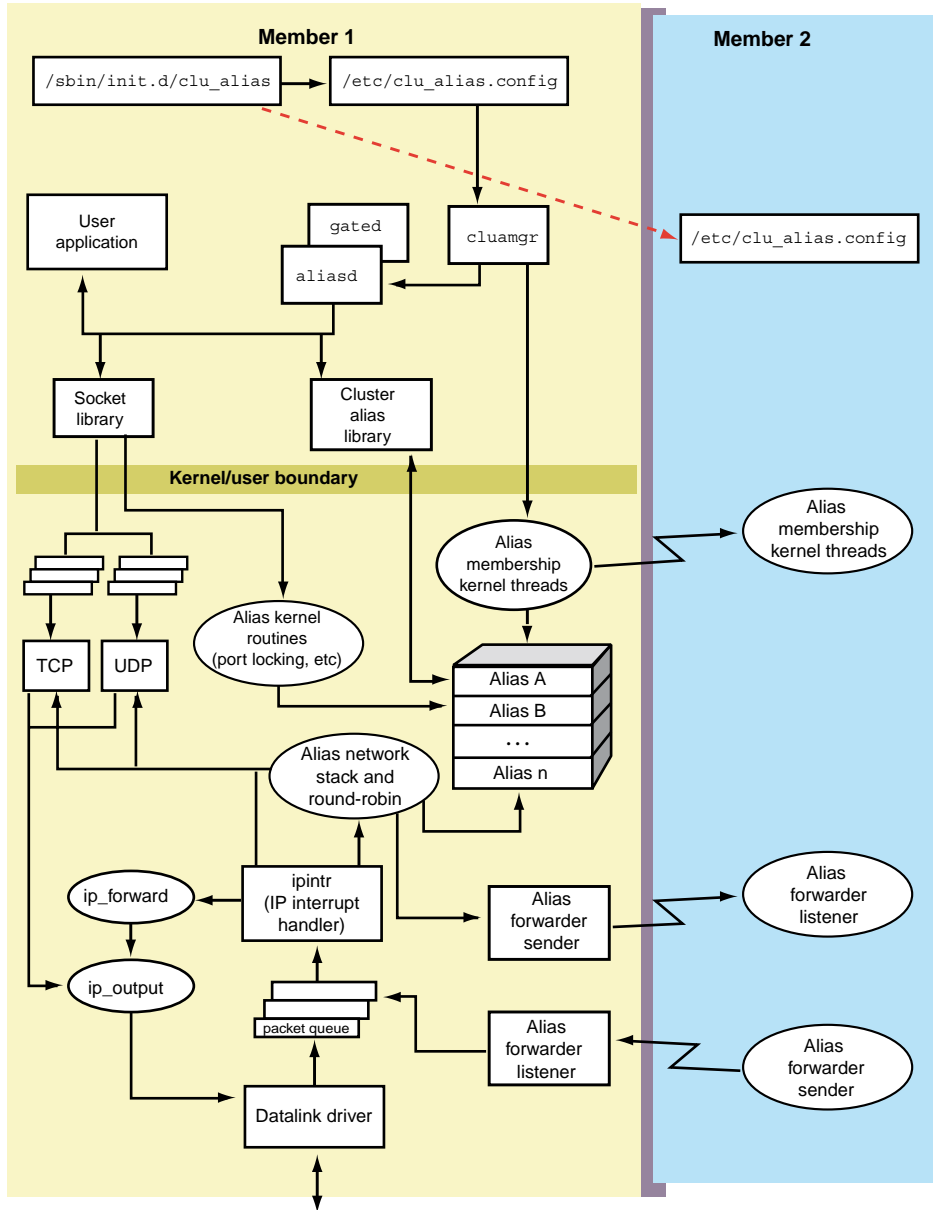 Member 1
Member 2
/sbin/init.d/clu_alias
/etc/clu_alias.config
User
application
gated
aliasd
cluamgr
/etc/clu_alias.config
Socket
library
Cluster
alias
library
Kernel/user boundary
Alias
membership
kernel threads
Alias
membership
kernel threads
Alias kernel
routines
(port locking, etc)
TCP
UDP
Alias A
Alias B
...
Alias n
Alias network
stack and
round-robin
ip_forward
ipintr
(IP interrupt
handler)
Alias
forwarder
sender
Alias
forwarder
listener
ip_output
packet queue
Alias
forwarder
listener
Alias
forwarder
sender
Datalink driver